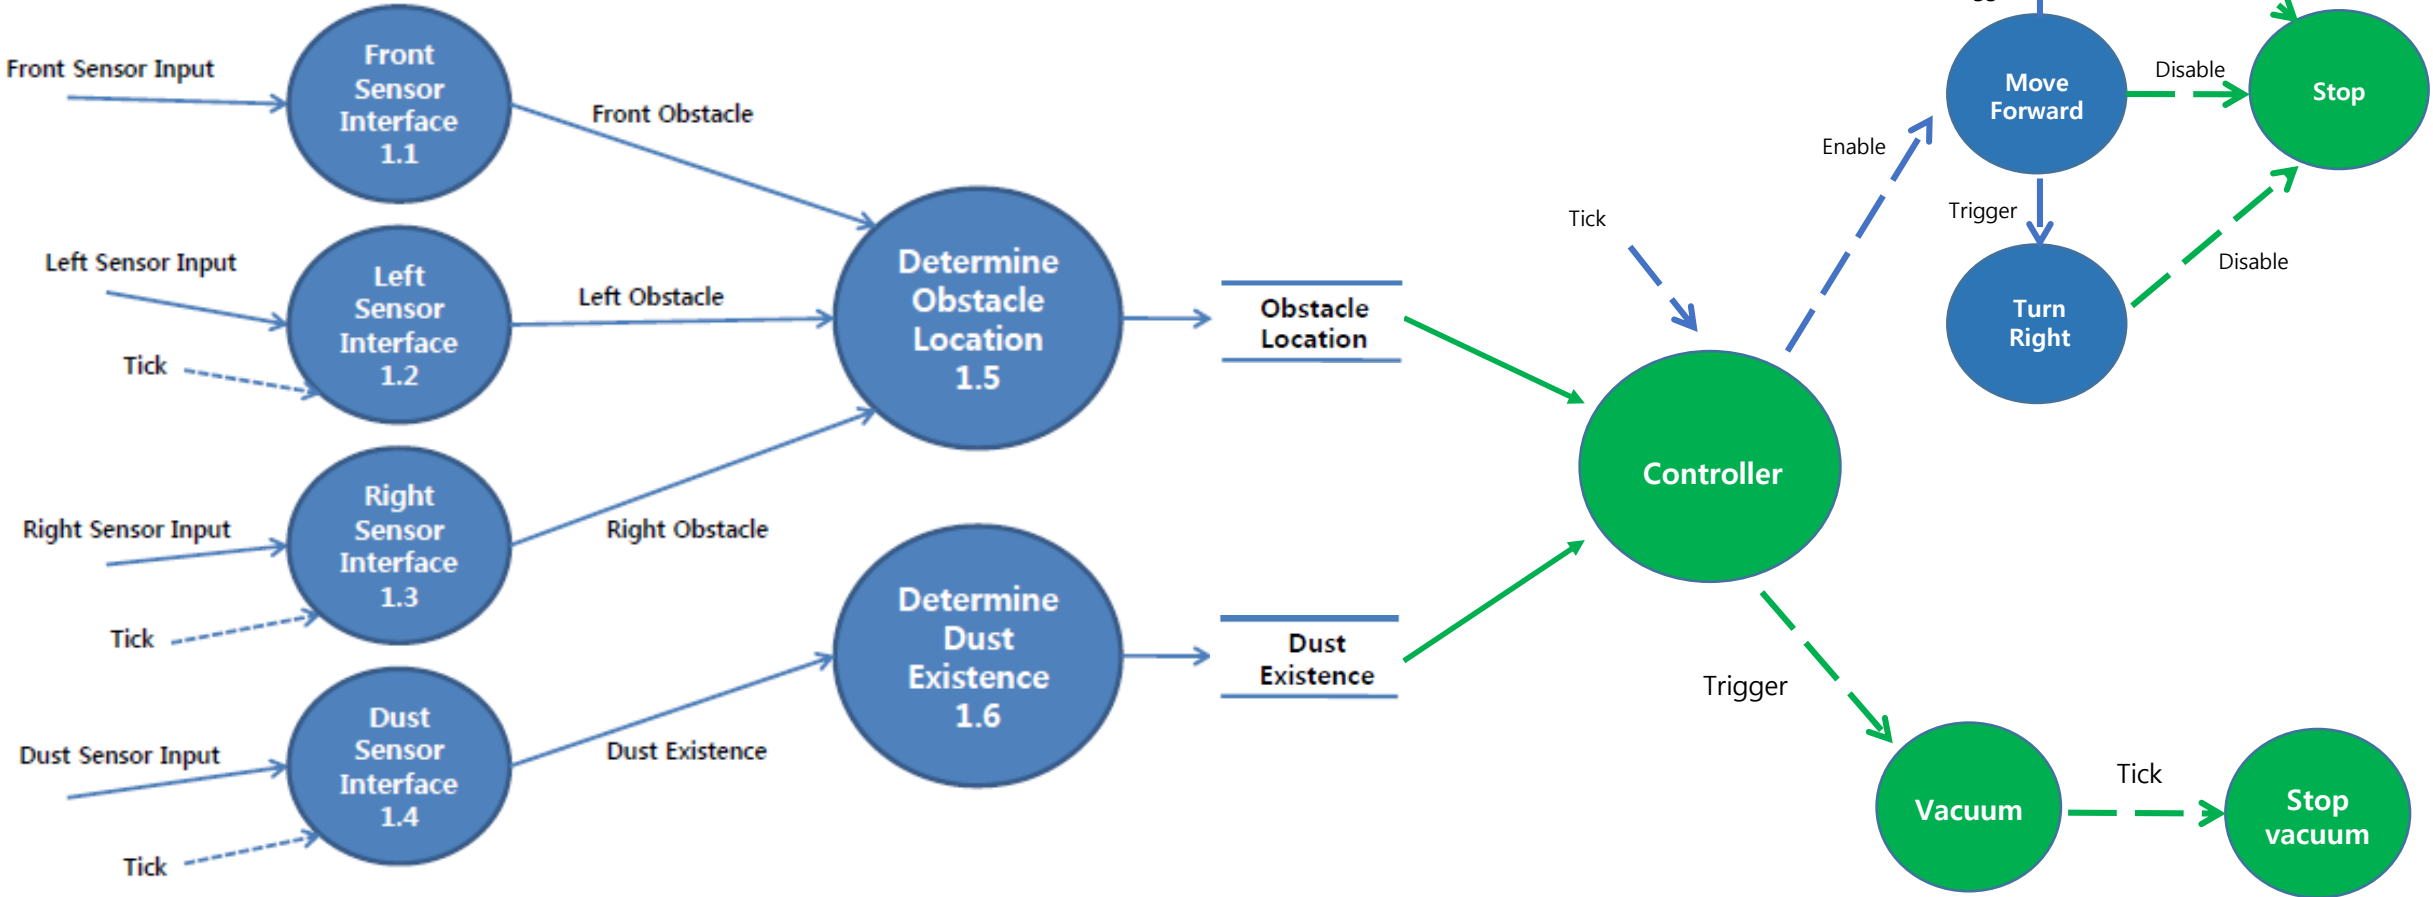 Front Sensor Input
Front
Sensor
Interface
1.1
Front Obstacle
Left Sensor Input
Tick
Left
Sensor
Interface
1.2
Left Obstacle
Right Sensor Input
Tick
Right
Sensor
Interface
1.3
Right Obstacle
Dust Sensor Input
Tick
Dust
Sensor
Interface
1.4
Dust Existence
Determine
Obstacle
Location
1.5
Determine
Dust
Existence
1.6
Obstacle
Location
Dust
Existence
Tick
Controller
Enable
Move
Forward
Disable
Stop
Trigger
Turn
Right
Disable
Trigger
Vacuum
Tick
Stop
vacuum